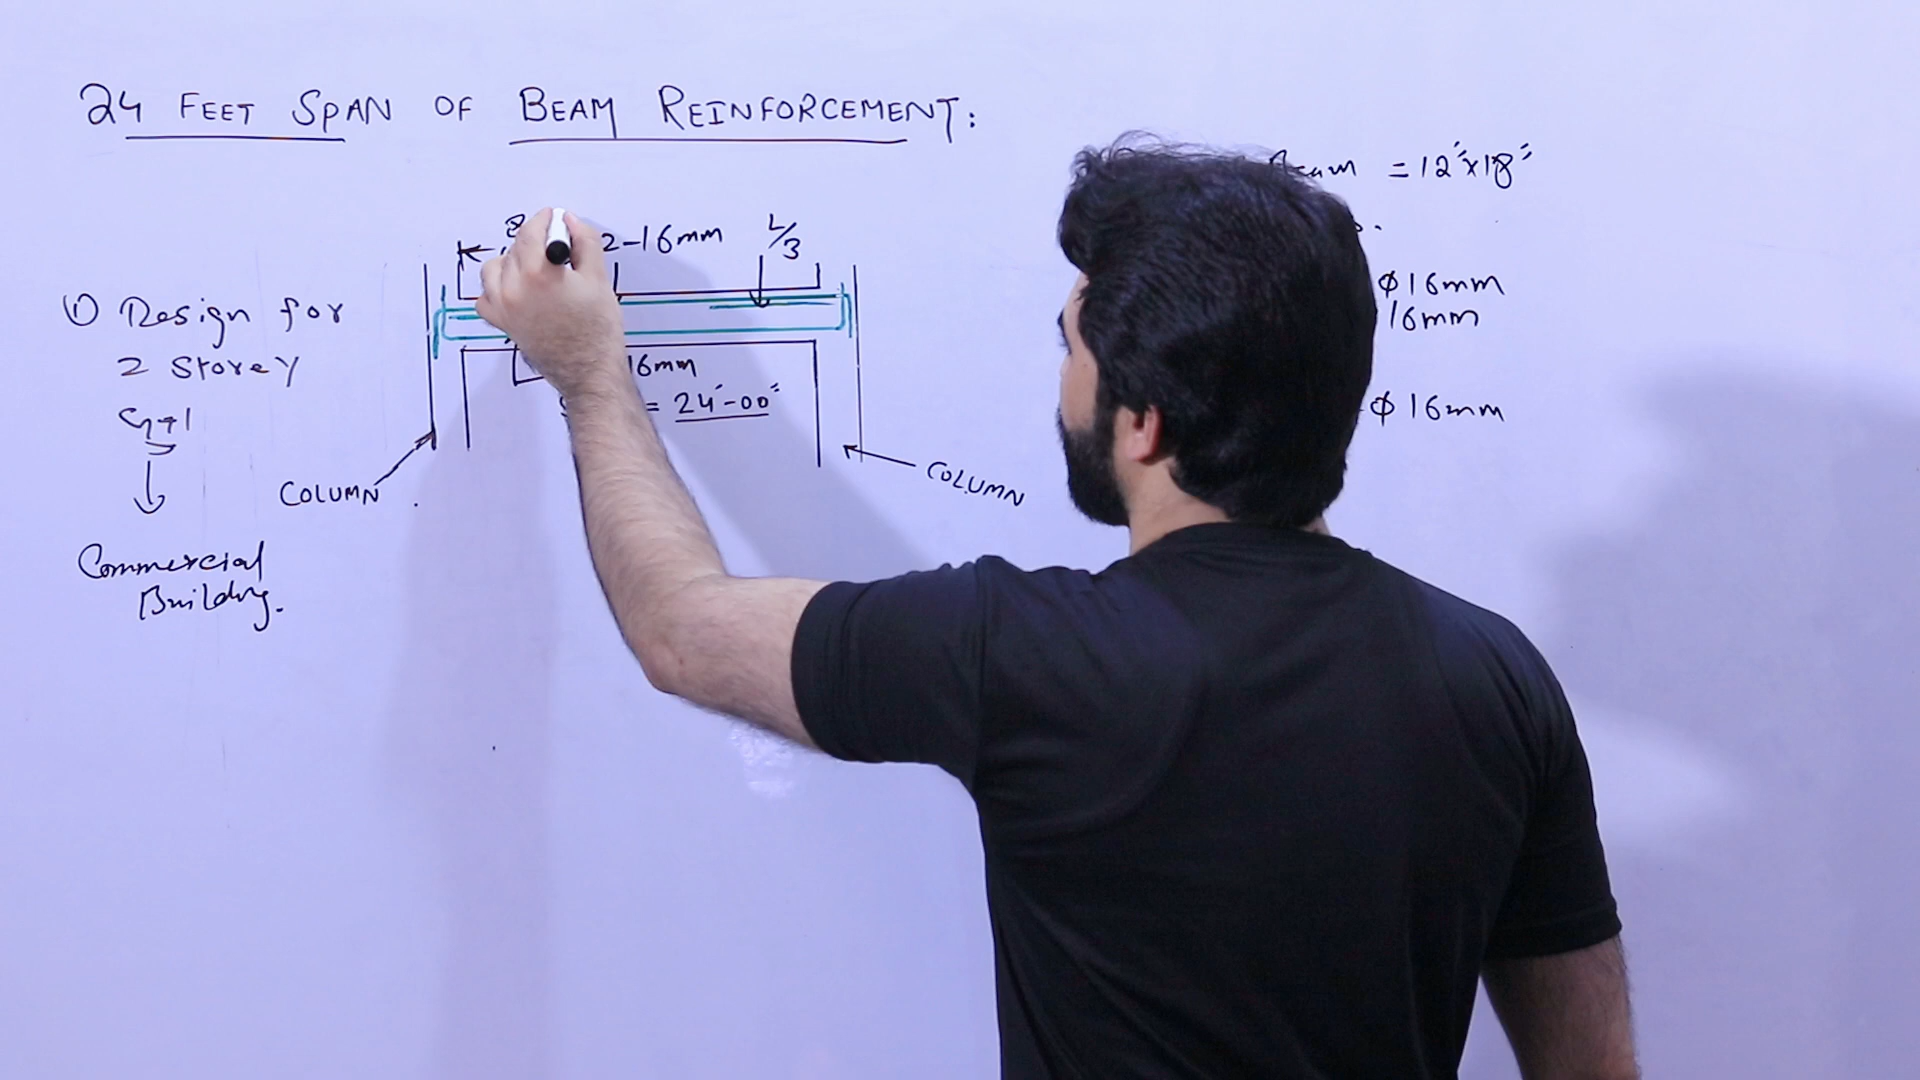 24 FEET SPAN OF BEAM REINFORCEMENT:
= 12"x18"
8
2-16mm
L/3
① Design for
2 Storey
G+1
Commercial
Building.
16mm
= 24'-00"
COLUMN
COLUMN
ϕ16mm
16mm
ϕ16mm